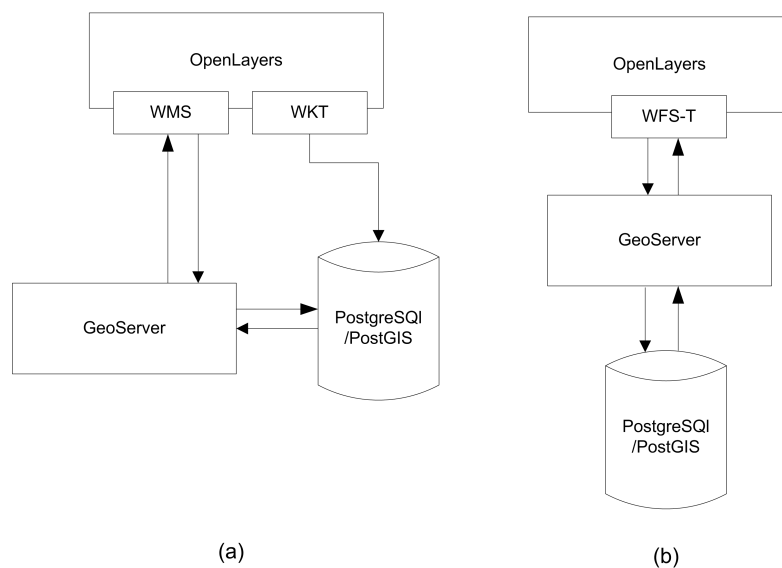 OpenLayers
WMS
WKT
GeoServer
PostgreSQl
/PostGIS
(a)
OpenLayers
WFS-T
GeoServer
PostgreSQl
/PostGIS
(b)